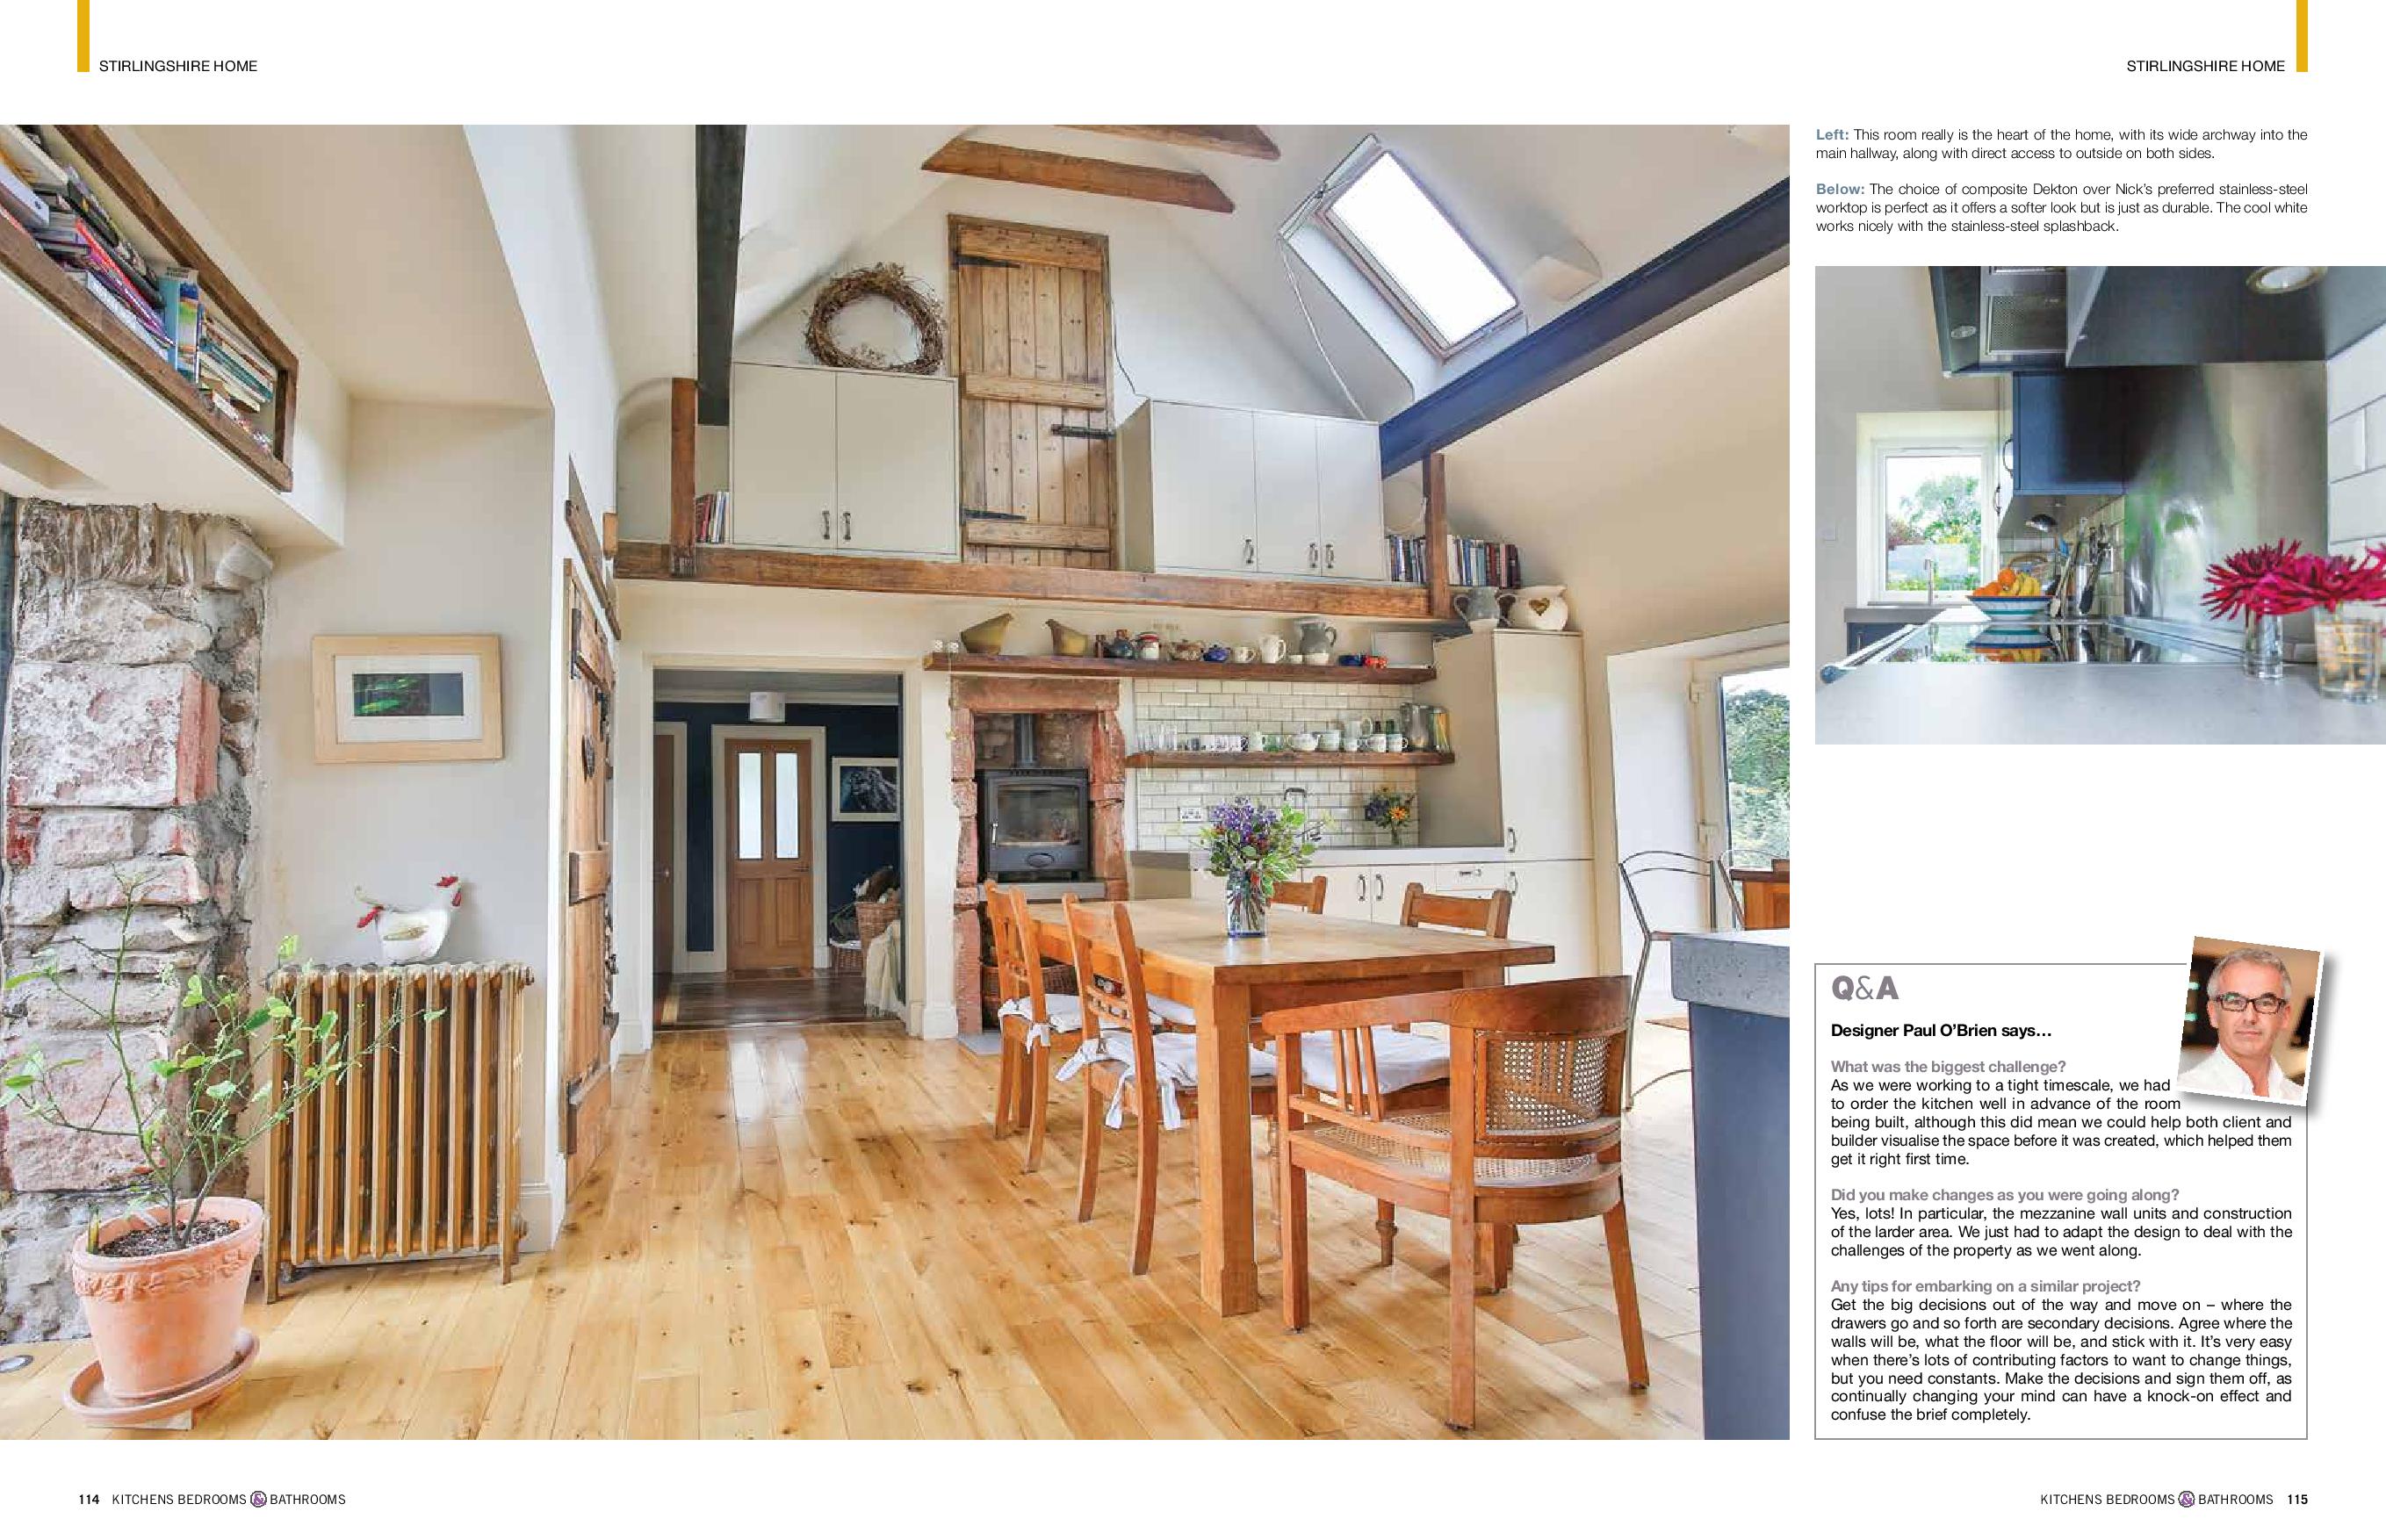 STIRLINGSHIRE HOME
STIRLINGSHIRE HOME
Left: This room really is the heart of the home, with its wide archway into the
main hallway, along with direct access to outside on both sides.
Below: The choice of composite Dekton over Nick's preferred stainless-steel
worktop is perfect as it offers a softer look but is just as durable. The cool white
works nicely with the stainless-steel splashback.
Q&A
Designer Paul O'Brien says…
What was the biggest challenge?
As we were working to a tight timescale, we had
to order the kitchen well in advance of the room
being built, although this did mean we could help both client and
builder visualise the space before it was created, which helped them
get it right first time.
Did you make changes as you were going along?
Yes, lots! In particular, the mezzanine wall units and construction
of the larder area. We just had to adapt the design to deal with the
challenges of the property as we went along.
Any tips for embarking on a similar project?
Get the big decisions out of the way and move on – where the
drawers go and so forth are secondary decisions. Agree where the
walls will be, what the floor will be, and stick with it. It's very easy
when there's lots of contributing factors to want to change things,
but you need constants. Make the decisions and sign them off, as
continually changing your mind can have a knock-on effect and
confuse the brief completely.
114 KITCHENS BEDROOMS & BATHROOMS
KITCHENS BEDROOMS & BATHROOMS 115